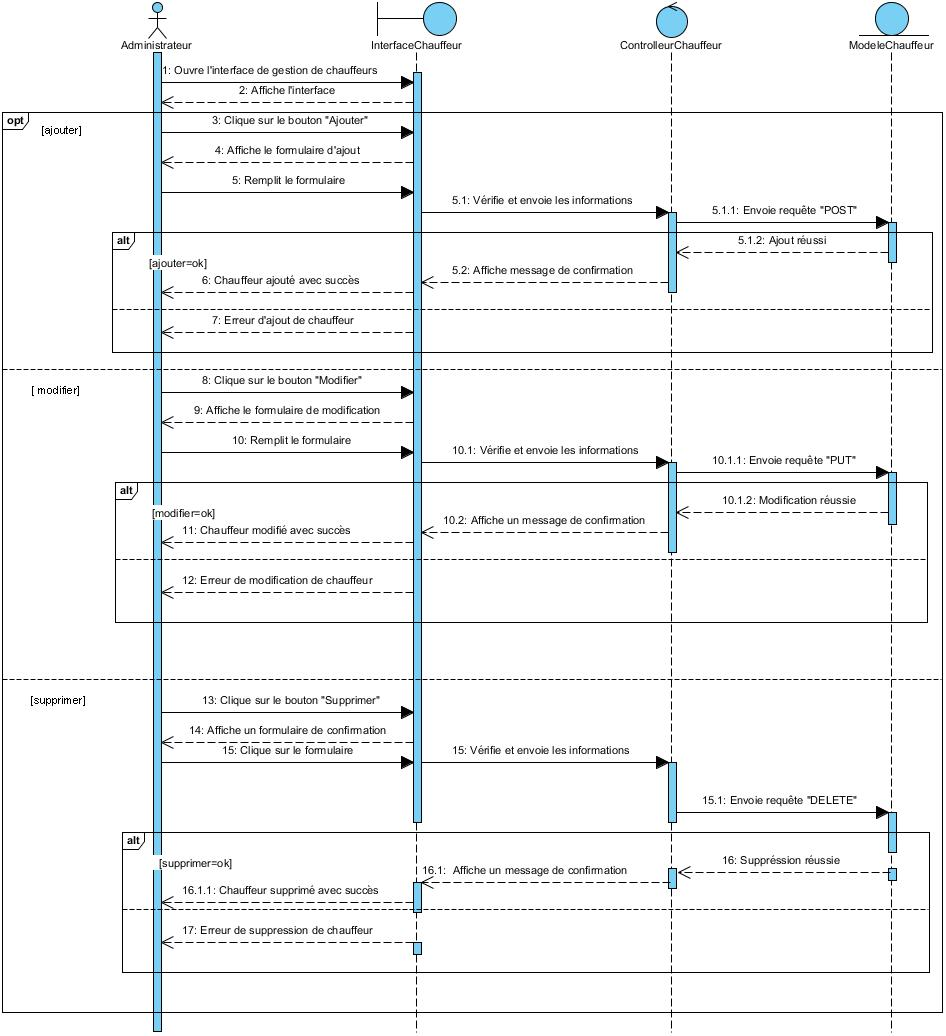 Administrateur
InterfaceChauffeur
ControlleurChauffeur
ModeleChauffeur
1: Ouvre l'interface de gestion de chauffeurs
2: Affiche l'interface
opt
[ajouter]
3: Clique sur le bouton "Ajouter"
4: Affiche le formulaire d'ajout
5: Remplit le formulaire
5.1: Vérifie et envoie les informations
5.1.1: Envoie requête "POST"
alt
5.1.2: Ajout réussi
[ajouter=ok]
5.2: Affiche message de confirmation
6: Chauffeur ajouté avec succès
7: Erreur d'ajout de chauffeur
[ modifier]
8: Clique sur le bouton "Modifier"
9: Affiche le formulaire de modification
10: Remplit le formulaire
10.1: Vérifie et envoie les informations
10.1.1: Envoie requête "PUT"
alt
10.1.2: Modification réussie
[modifier=ok]
10.2: Affiche un message de confirmation
11: Chauffeur modifié avec succès
12: Erreur de modification de chauffeur
[supprimer]
13: Clique sur le bouton "Supprimer"
14: Affiche un formulaire de confirmation
15: Clique sur le formulaire
15: Vérifie et envoie les informations
15.1: Envoie requête "DELETE"
alt
[supprimer=ok]
16: Suppréssion réussie
16.1: Affiche un message de confirmation
16.1.1: Chauffeur supprimé avec succès
17: Erreur de suppression de chauffeur